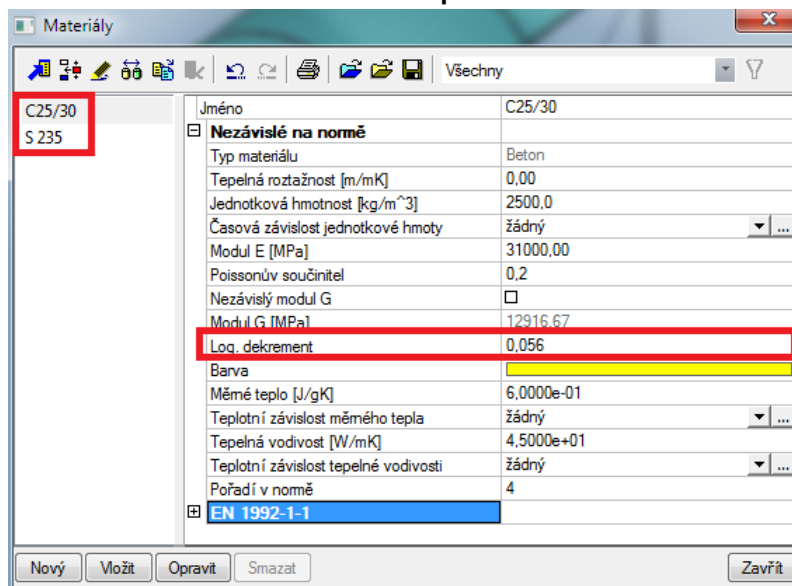 Materiály
Všechny
C25/30
S 235
Jméno C25/30
Nezávislé na normě
Typ materiálu Beton
Tepelná roztažnost [m/mK] 0,00
Jednotková hmotnost [kg/m^3] 2500,0
Časová závislost jednotkové hmoty žádný ...
Modul E [MPa] 31000,00
Poissonův součinitel 0,2
Nezávislý modul G
Modul G [MPa] 12916,67
Log. dekrement 0,056
Barva
Měrné teplo [J/gK] 6,0000e-01
Teplotní závislost měrného tepla žádný ...
Tepelná vodivost [W/mK] 4,5000e+01
Teplotní závislost tepelné vodivosti žádný ...
Pořadí v normě 4
EN 1992-1-1
Nový Vložit Opravit Smazat Zavřít